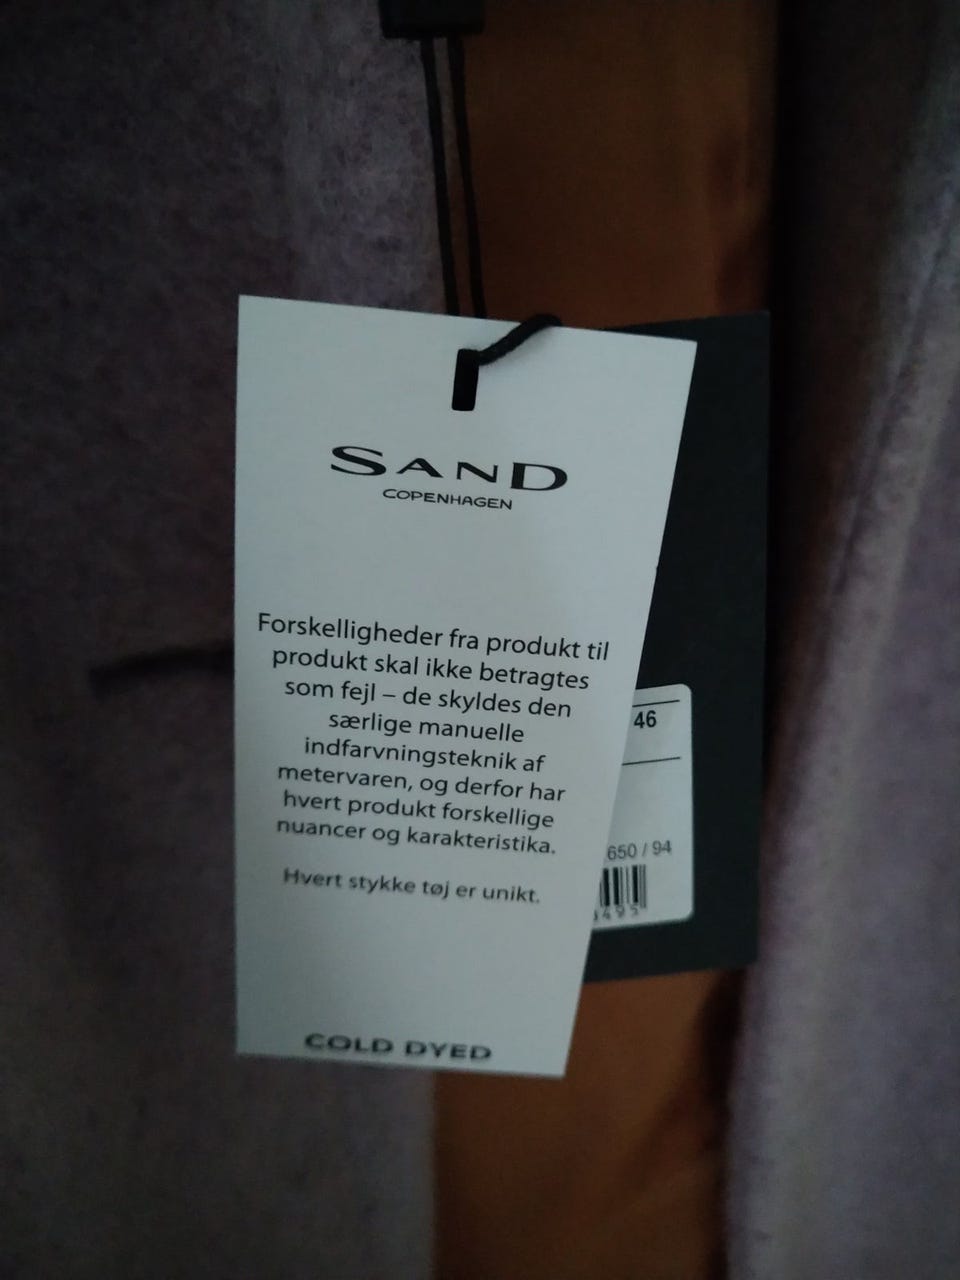 SAND
COPENHAGEN
Forskelligheder fra produkt til
produkt skal ikke betragtes
som fejl – de skyldes den
særlige manuelle
indfarvningsteknik af
metervaren, og derfor har
hvert produkt forskellige
nuancer og karakteristika.
Hvert stykke tøj er unikt.
COLD DYED
46
650 / 94
495